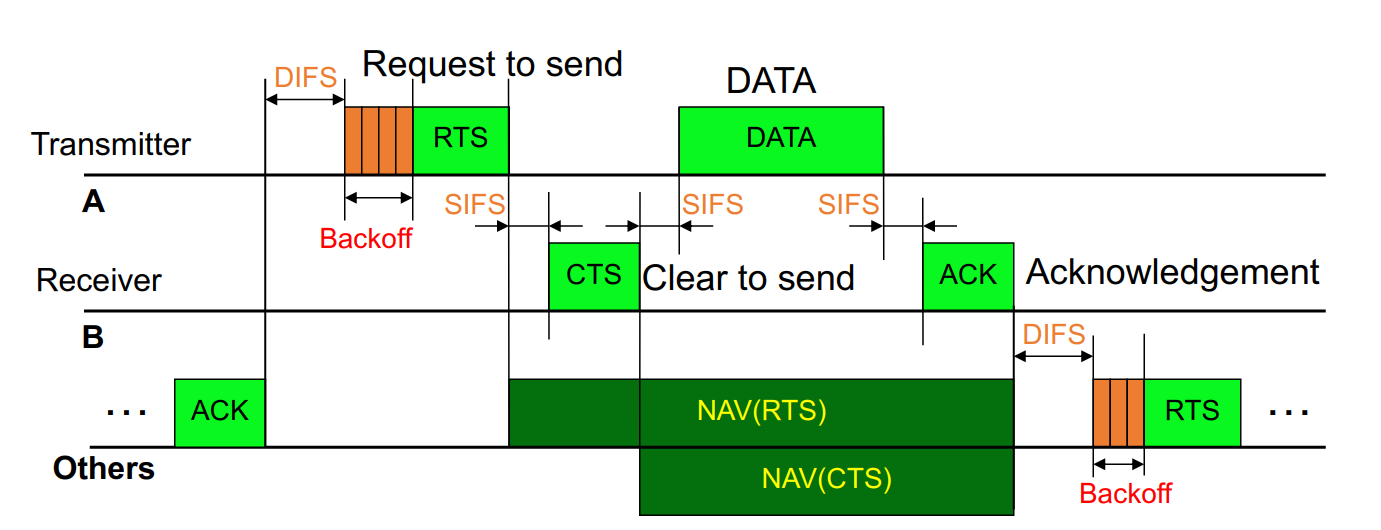 Request to send
DIFS
DATA
Transmitter
RTS
DATA
A
SIFS
SIFS
SIFS
Backoff
Receiver
CTS
Clear to send
ACK
Acknowledgement
B
DIFS
...
ACK
NAV(RTS)
RTS
...
Others
NAV(CTS)
Backoff